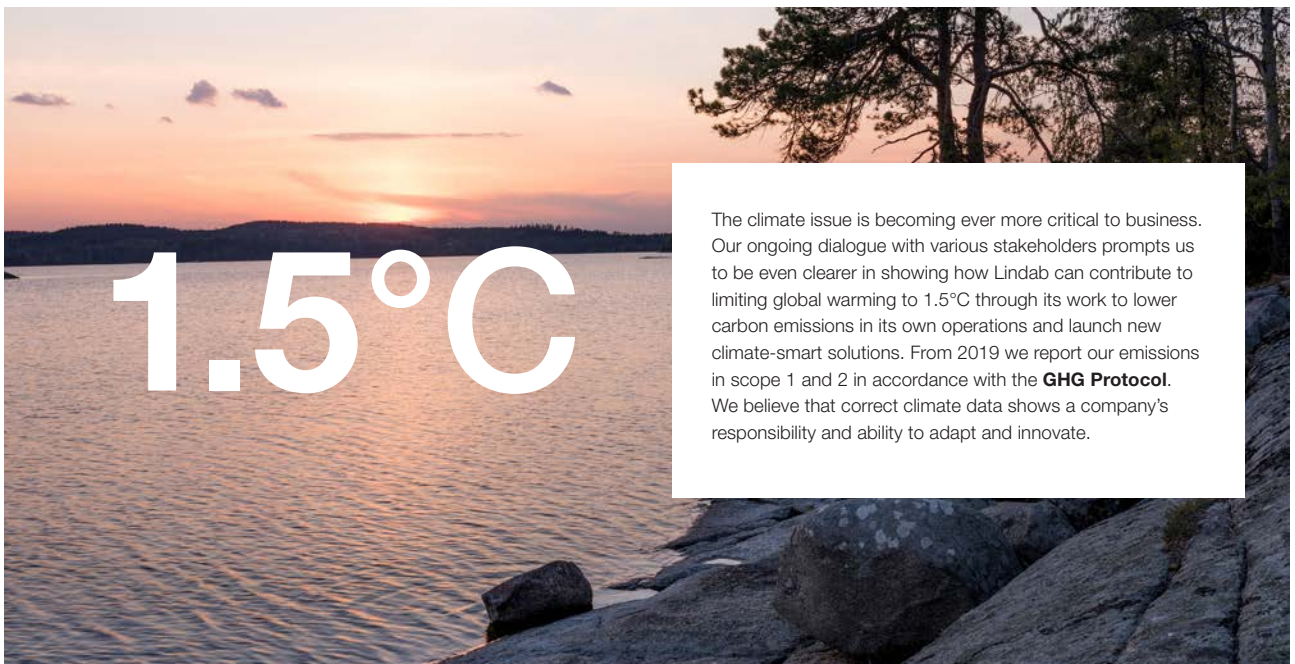 1.5°C
The climate issue is becoming ever more critical to business.
Our ongoing dialogue with various stakeholders prompts us
to be even clearer in showing how Lindab can contribute to
limiting global warming to 1.5°C through its work to lower
carbon emissions in its own operations and launch new
climate-smart solutions. From 2019 we report our emissions
in scope 1 and 2 in accordance with the GHG Protocol.
We believe that correct climate data shows a company's
responsibility and ability to adapt and innovate.